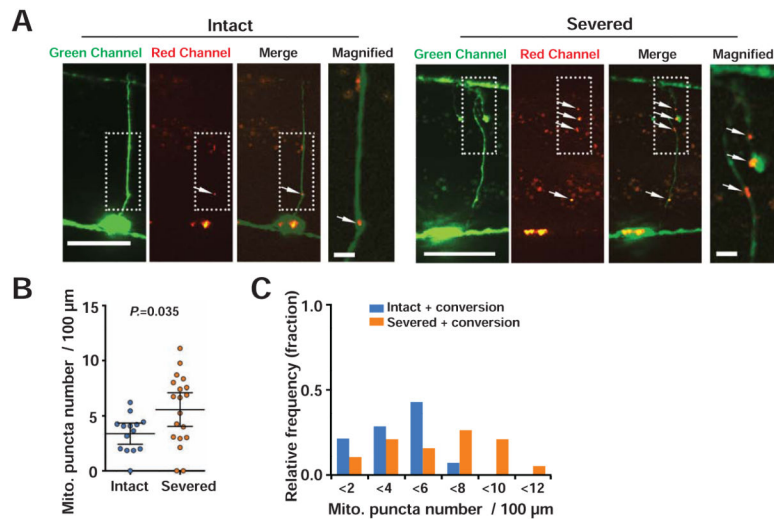 A
Intact
Severed
Green Channel Red Channel Merge Magnified
Green Channel Red Channel Merge Magnified
B
Mito. puncta number / 100 µm
15
10
5
0
P.=0.035
Intact Severed
C
Relative frequency (fraction)
1.0
0.5
0.0
Intact + conversion
Severed + conversion
<2 <4 <6 <8 <10 <12
Mito. puncta number / 100 µm